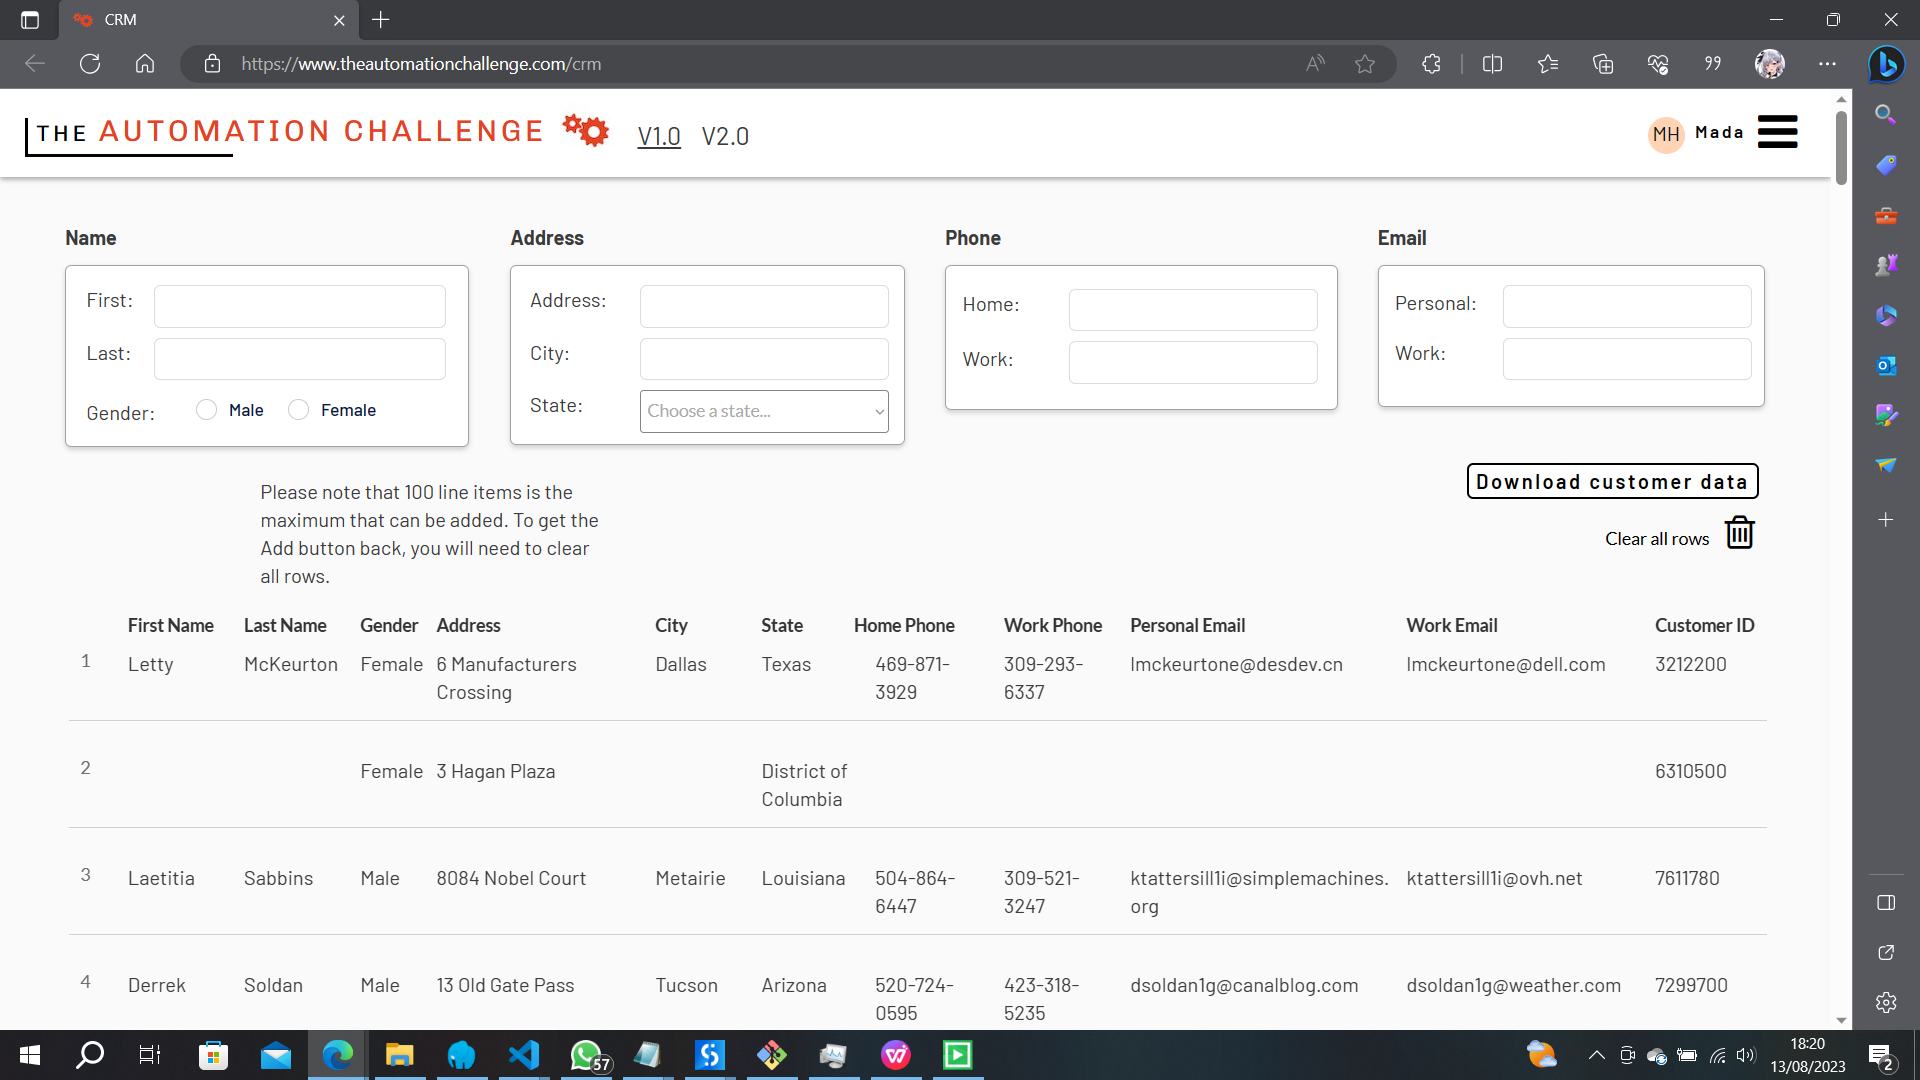 CRM
https://www.theautomationchallenge.com/crm
THE AUTOMATION CHALLENGE V1.0 V2.0 MH Mada
Name Address Phone Email
First: Address: Home: Personal:
Last: City: Work: Work:
Gender: Male Female State: Choose a state...
Download customer data
Please note that 100 line items is the
maximum that can be added. To get the
Add button back, you will need to clear
all rows.
Clear all rows
First Name Last Name Gender Address City State Home Phone Work Phone Personal Email Work Email Customer ID
1 Letty McKeurton Female 6 Manufacturers Dallas Texas 469-871- 309-293- lmckeurtone@desdev.cn lmckeurtone@dell.com 3212200
Crossing 3929 6337
2 Female 3 Hagan Plaza District of 6310500
Columbia
3 Laetitia Sabbins Male 8084 Nobel Court Metairie Louisiana 504-864- 309-521- ktattersill1i@simplemachines. ktattersill1i@ovh.net 7611780
6447 3247 org
4 Derrek Soldan Male 13 Old Gate Pass Tucson Arizona 520-724- 423-318- dsoldan1g@canalblog.com dsoldan1g@weather.com 7299700
0595 5235
57
18:20
13/08/2023
2